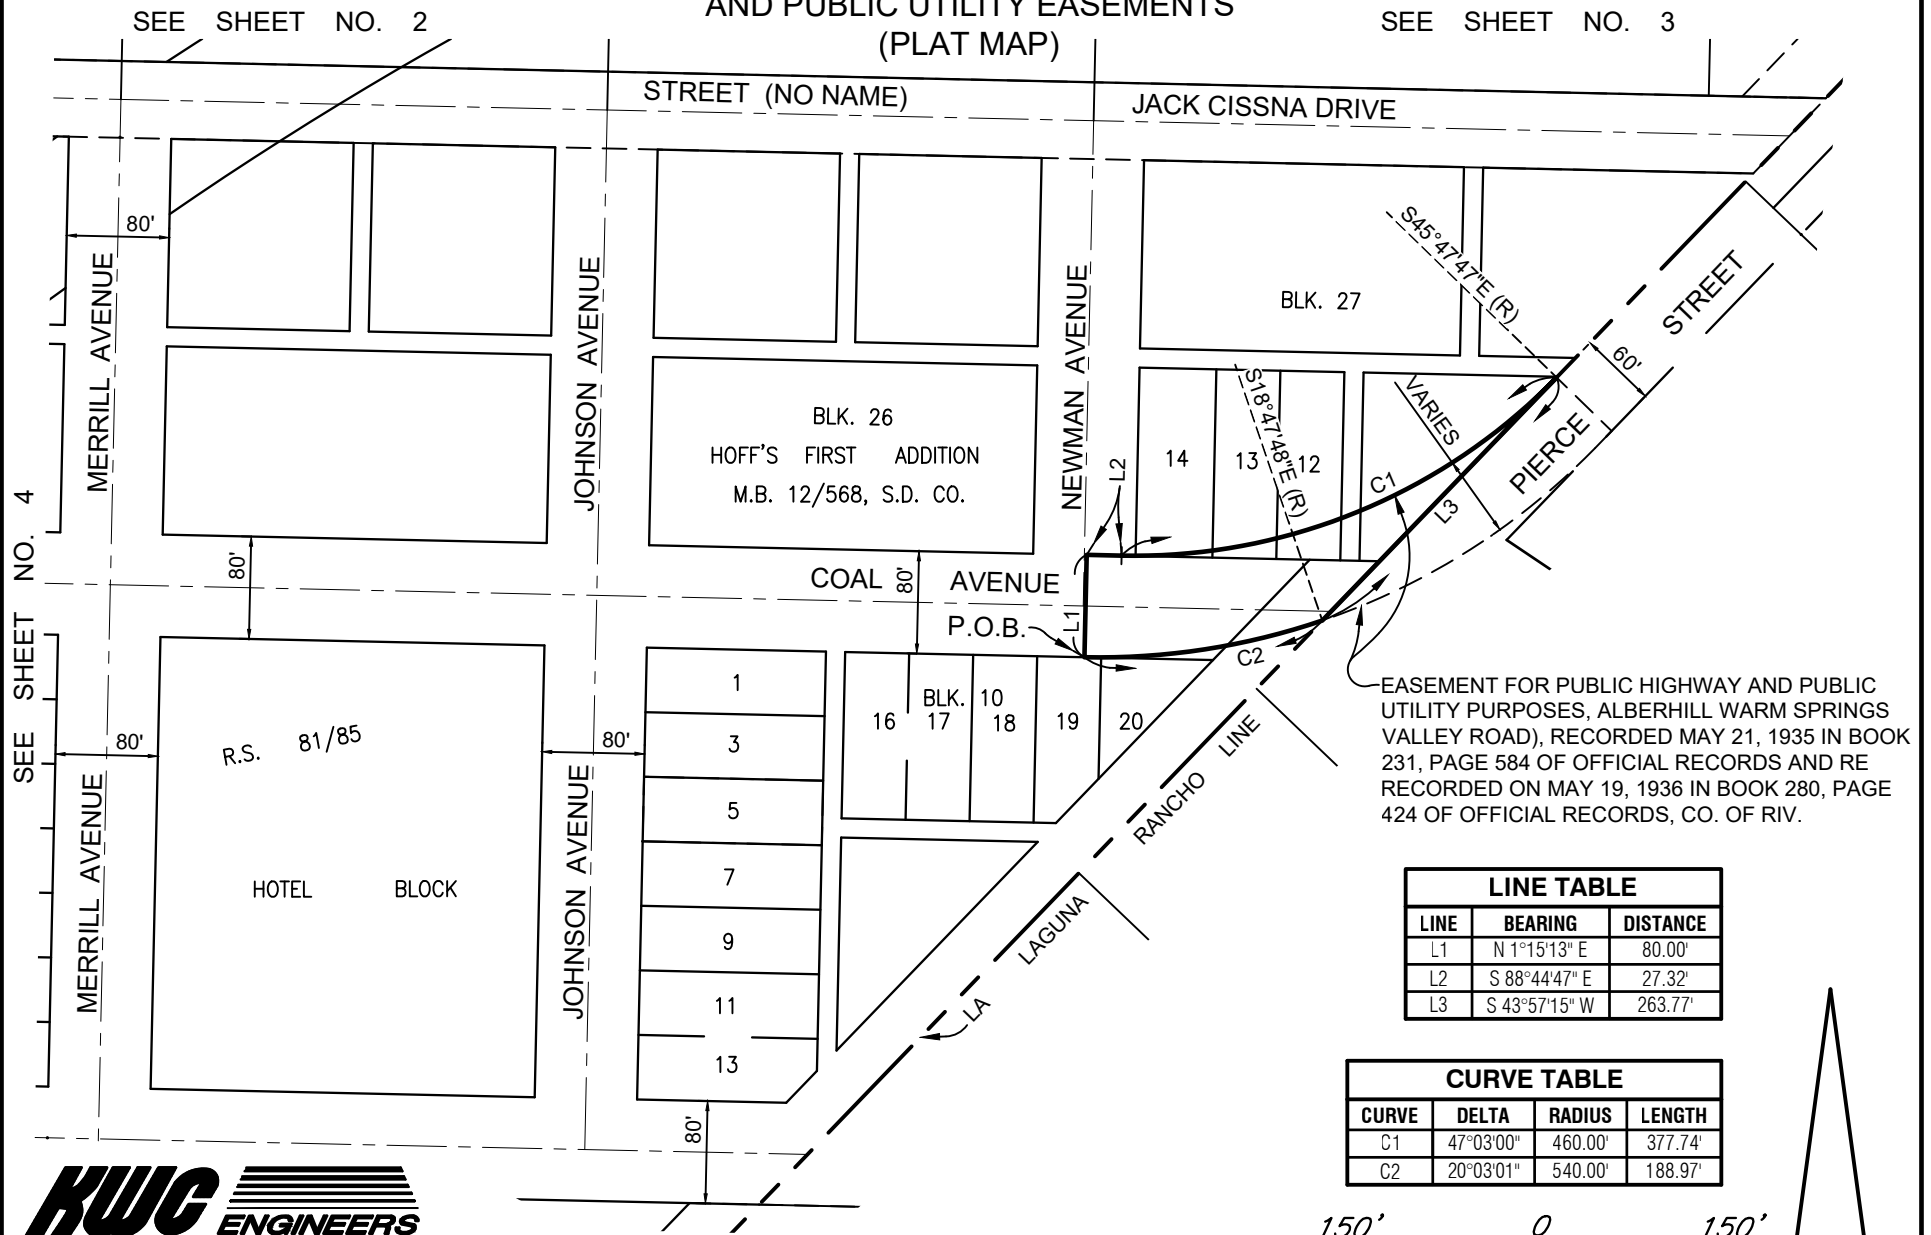 AND PUBLIC UTILITY EASEMENTS
(PLAT MAP)
SEE SHEET NO. 2
SEE SHEET NO. 3
STREET (NO NAME)
JACK CISSNA DRIVE
80'
MERRILL AVENUE
JOHNSON AVENUE
NEWMAN AVENUE
BLK. 27
S45°47'47"E (R)
STREET
60'
VARIES
PIERCE
BLK. 26
HOFF'S FIRST ADDITION
M.B. 12/568, S.D. CO.
L2
14
13
12
S18°47'48"E (R)
C1
L3
SEE SHEET NO. 4
80'
COAL AVENUE
80'
P.O.B.
L1
C2
EASEMENT FOR PUBLIC HIGHWAY AND PUBLIC
UTILITY PURPOSES, ALBERHILL WARM SPRINGS
VALLEY ROAD), RECORDED MAY 21, 1935 IN BOOK
231, PAGE 584 OF OFFICIAL RECORDS AND RE
RECORDED ON MAY 19, 1936 IN BOOK 280, PAGE
424 OF OFFICIAL RECORDS, CO. OF RIV.
80'
R.S. 81/85
80'
1
3
5
7
9
11
13
BLK. 10
16
17
18
19
20
MERRILL AVENUE
HOTEL BLOCK
JOHNSON AVENUE
LA
LAGUNA
RANCHO
LINE
80'
LINE TABLE
LINE BEARING DISTANCE
L1 N 1°15'13" E 80.00'
L2 S 88°44'47" E 27.32'
L3 S 43°57'15" W 263.77'
CURVE TABLE
CURVE DELTA RADIUS LENGTH
C1 47°03'00" 460.00' 377.74'
C2 20°03'01" 540.00' 188.97'
KWC ENGINEERS
150' 0 150'